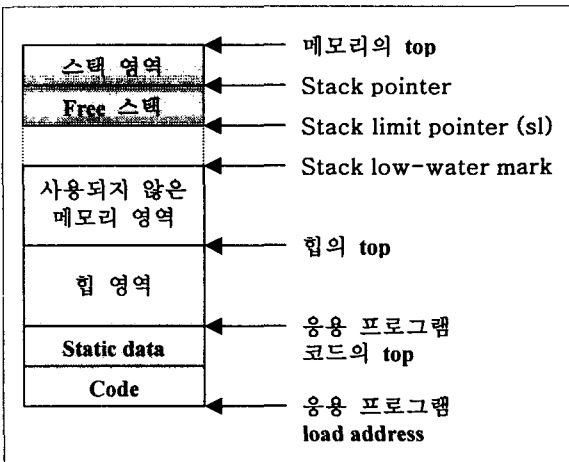 메모리의 top
스택 영역
Stack pointer
Free 스택
Stack limit pointer (sl)
Stack low-water mark
사용되지 않은
메모리 영역
힙의 top
힙 영역
응용 프로그램
코드의 top
Static data
Code
응용 프로그램
load address